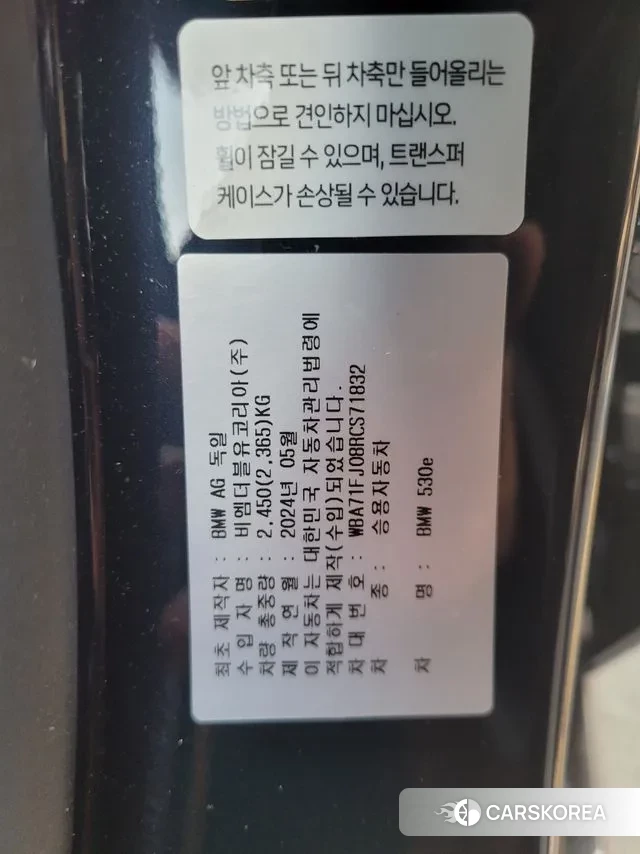 앞 차축 또는 뒤 차축만 들어올리는
방법으로 견인하지 마십시오.
휠이 잠길 수 있으며, 트랜스퍼
케이스가 손상될 수 있습니다.
최초 제작자 : BMW AG 독일
수 입 자 명 : 비엠더블유코리아(주)
차량 총중량 : 2,450(2,365)KG
제 작 연 월 : 2024년 05월
이 자동차는 대한민국 자동차관리법령에
적합하게 제작(수입)되었습니다.
차 대 번 호 : WBA71FJ08RCS71832
차 종 : 승용자동차
차 명 : BMW 530e
CARSKOREA